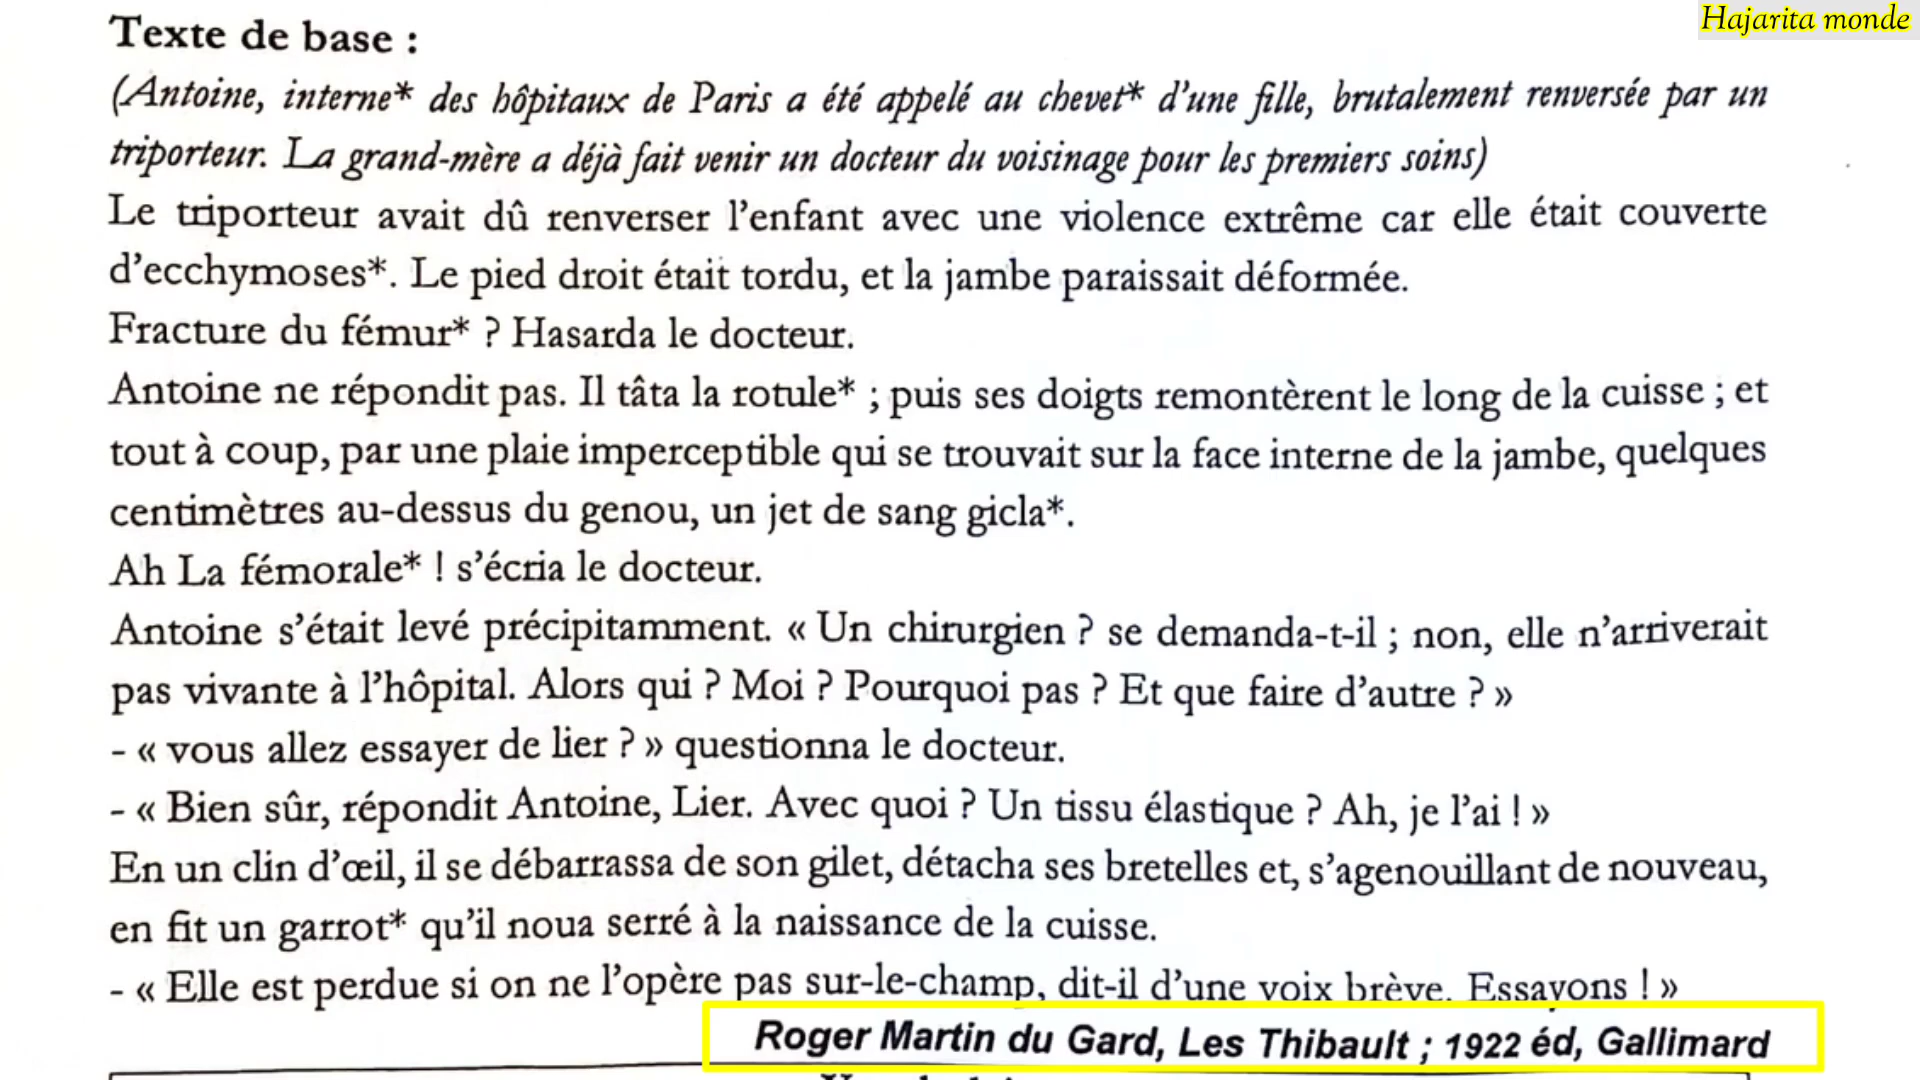 Hajarita monde
Texte de base :
(Antoine, interne* des hôpitaux de Paris a été appelé au chevet* d'une fille, brutalement renversée par un
triporteur. La grand-mère a déjà fait venir un docteur du voisinage pour les premiers soins)
Le triporteur avait dû renverser l'enfant avec une violence extrême car elle était couverte
d'ecchymoses*. Le pied droit était tordu, et la jambe paraissait déformée.
Fracture du fémur* ? Hasarda le docteur.
Antoine ne répondit pas. Il tâta la rotule* ; puis ses doigts remontèrent le long de la cuisse ; et
tout à coup, par une plaie imperceptible qui se trouvait sur la face interne de la jambe, quelques
centimètres au-dessus du genou, un jet de sang gicla*.
Ah La fémorale* ! s'écria le docteur.
Antoine s'était levé précipitamment. « Un chirurgien ? se demanda-t-il ; non, elle n'arriverait
pas vivante à l'hôpital. Alors qui ? Moi ? Pourquoi pas ? Et que faire d'autre ? »
- « vous allez essayer de lier ? » questionna le docteur.
- « Bien sûr, répondit Antoine, Lier. Avec quoi ? Un tissu élastique ? Ah, je l'ai ! »
En un clin d'œil, il se débarrassa de son gilet, détacha ses bretelles et, s'agenouillant de nouveau,
en fit un garrot* qu'il noua serré à la naissance de la cuisse.
- « Elle est perdue si on ne l'opère pas sur-le-champ, dit-il d'une voix brève. Essayons ! »
Roger Martin du Gard, Les Thibault ; 1922 éd, Gallimard